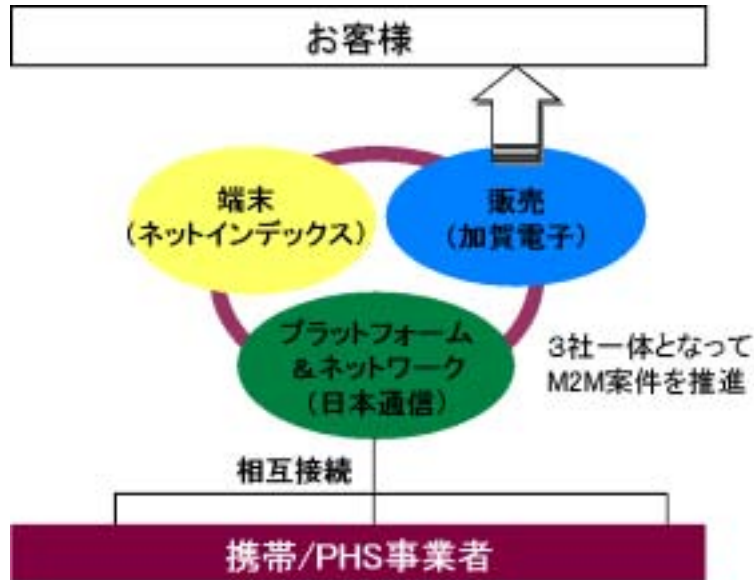 お客様
端末
(ネットインデックス)
販売
(加賀電子)
プラットフォーム
&ネットワーク
(日本通信)
3社一体となって
M2M案件を推進
相互接続
携帯/PHS事業者